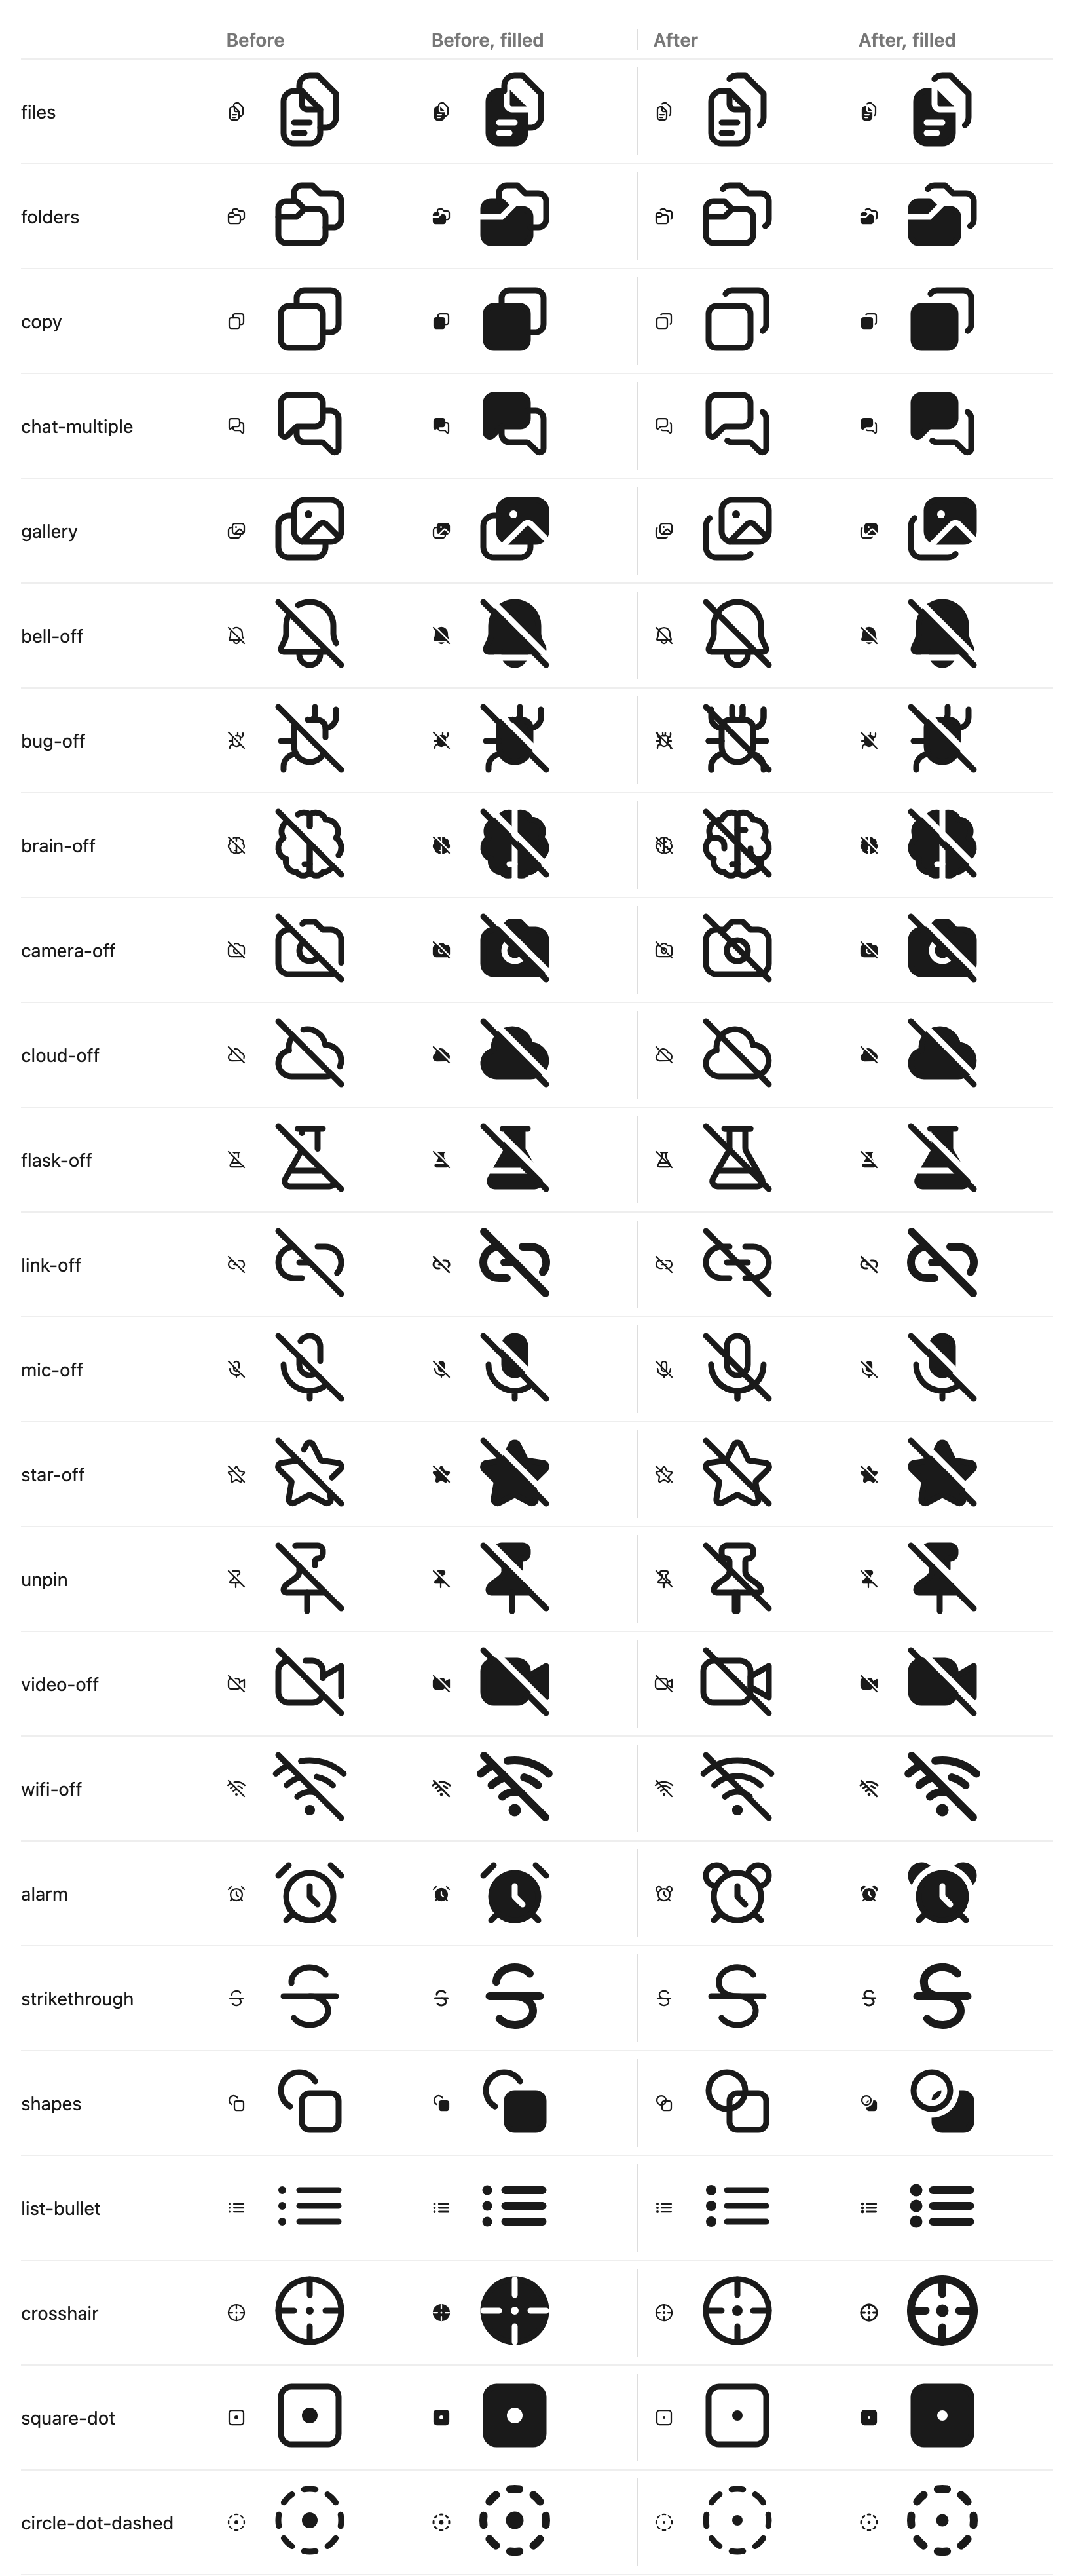 Before Before, filled After After, filled
files
folders
copy
chat-multiple
gallery
bell-off
bug-off
brain-off
camera-off
cloud-off
flask-off
link-off
mic-off
star-off
unpin
video-off
wifi-off
alarm
strikethrough
shapes
list-bullet
crosshair
square-dot
circle-dot-dashed